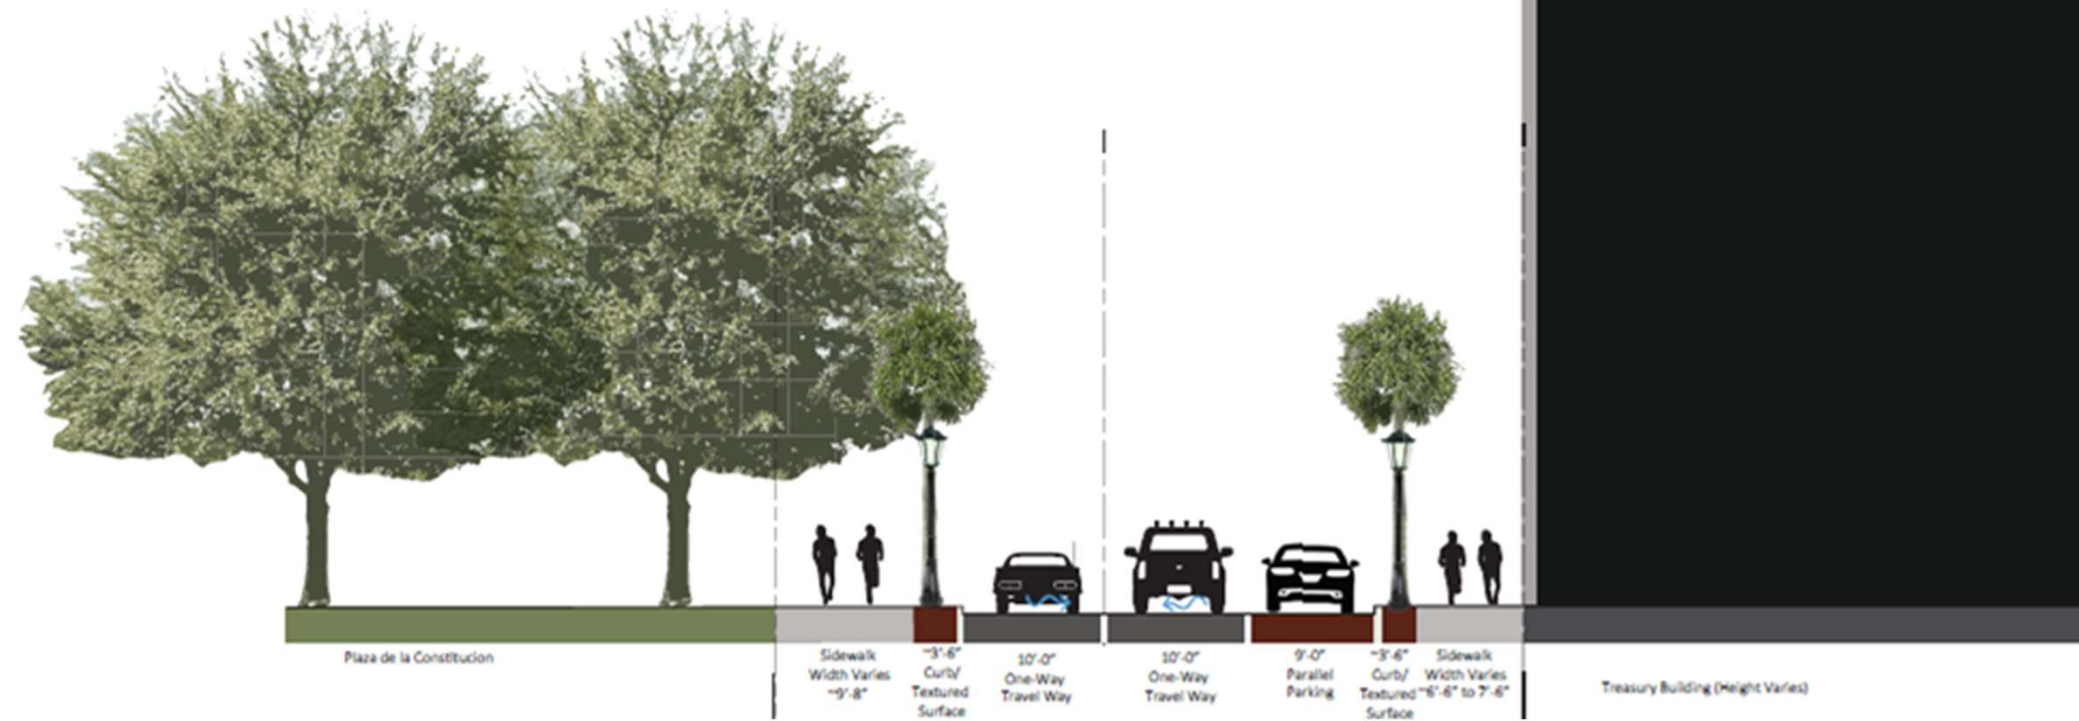 Plaza de la Constitucion
Sidewalk
Width Varies
~9'-8"
~3'-6"
Curb/
Textured
Surface
10'-0"
One-Way
Travel Way
10'-0"
One-Way
Travel Way
9'-0"
Parallel
Parking
~3'-6"
Curb/
Textured
Surface
Sidewalk
Width Varies
~6'-6" to 7'-6"
Treasury Building (Height Varies)